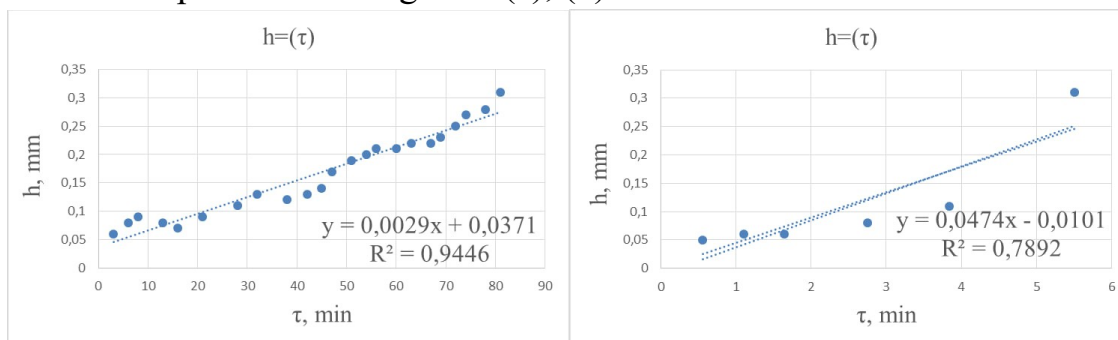 h=(τ)
0,35
0,3
0,25
0,2
0,15
0,1
0,05
0
h, mm
y = 0,0029x + 0,0371
R² = 0,9446
0 10 20 30 40 50 60 70 80 90
τ, min
h=(τ)
0,35
0,3
0,25
0,2
0,15
0,1
0,05
0
h, mm
y = 0,0474x - 0,0101
R² = 0,7892
0 1 2 3 4 5 6
τ, min